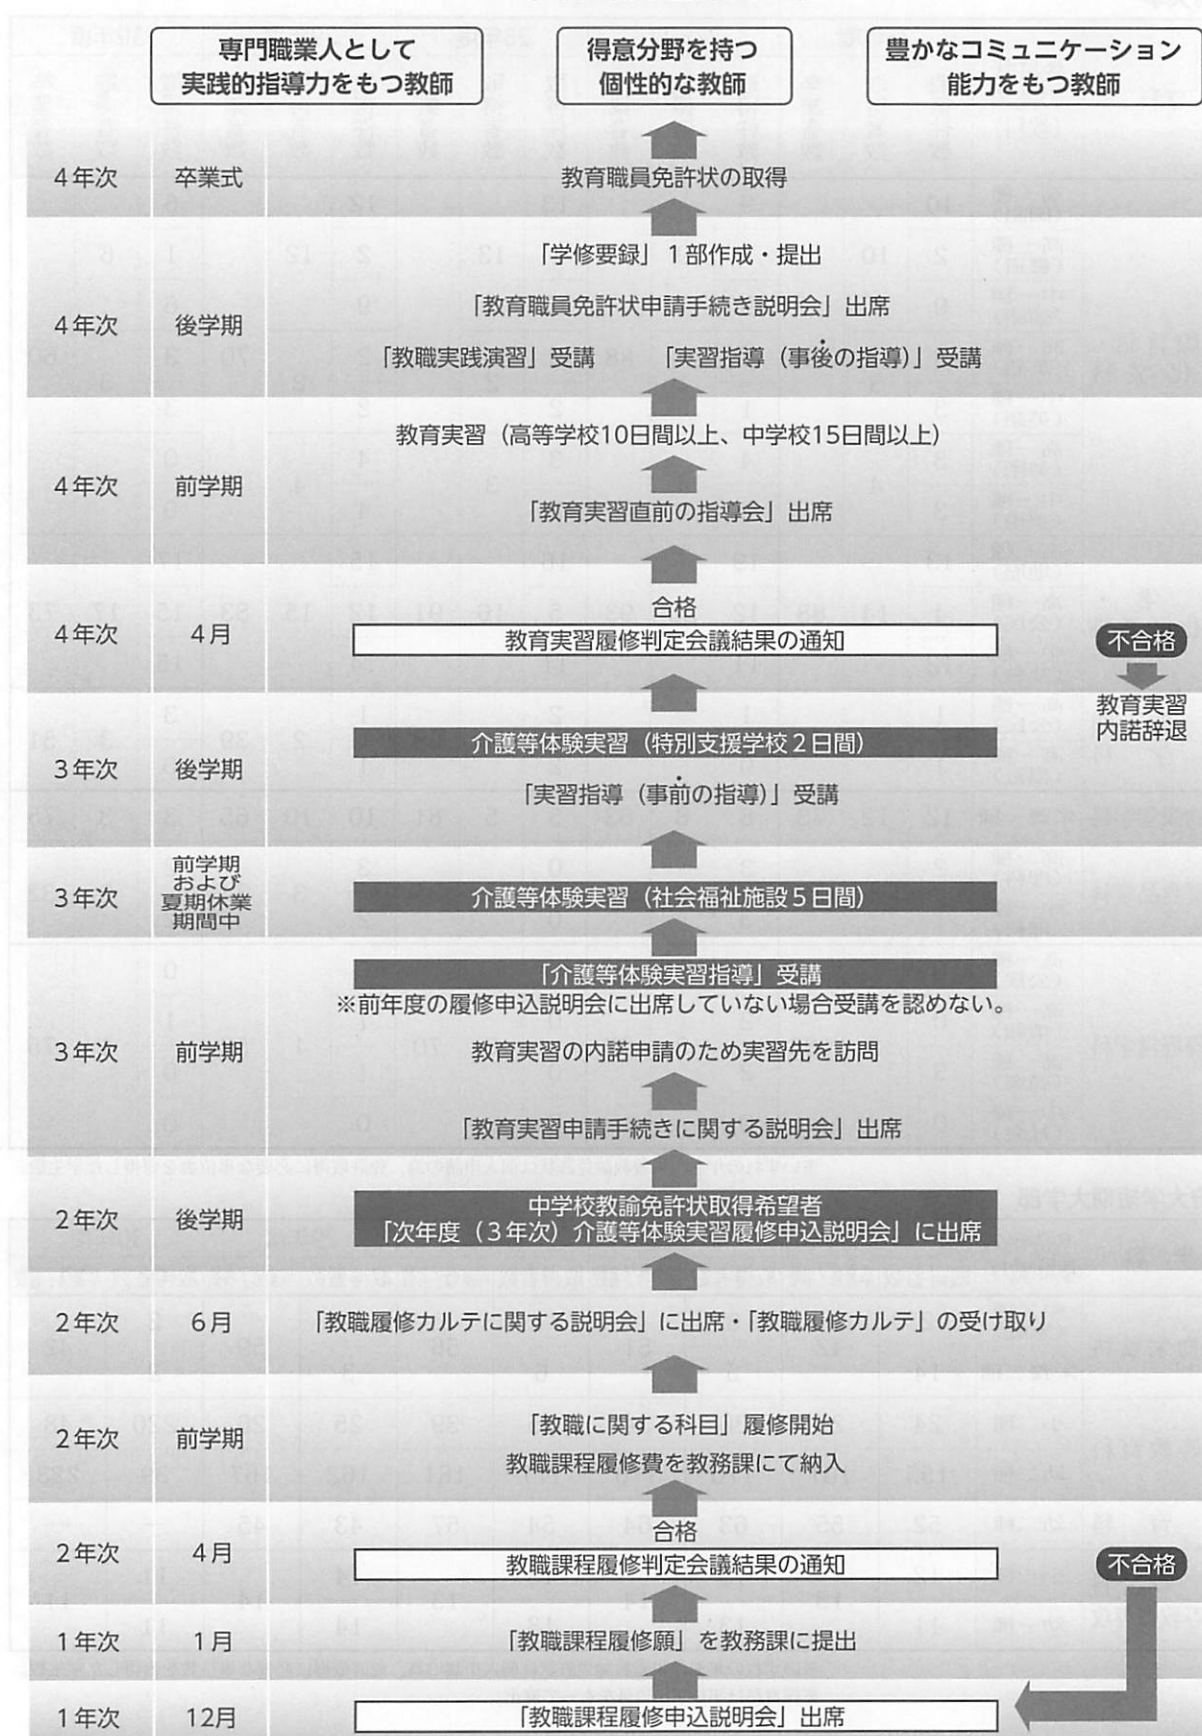 専門職業人として
実践的指導力をもつ教師
得意分野を持つ
個性的な教師
豊かなコミュニケーション
能力をもつ教師
4年次 卒業式 教育職員免許状の取得
「学修要録」1部作成・提出
「教育職員免許状申請手続き説明会」出席
4年次 後学期
「教職実践演習」受講 「実習指導（事後の指導）」受講
教育実習（高等学校10日間以上、中学校15日間以上）
4年次 前学期
「教育実習直前の指導会」出席
合格
4年次 4月 教育実習履修判定会議結果の通知 不合格
教育実習
内諾辞退
介護等体験実習（特別支援学校2日間）
3年次 後学期
「実習指導（事前の指導）」受講
3年次
前学期
および
夏期休業
期間中
介護等体験実習（社会福祉施設5日間）
「介護等体験実習指導」受講
※前年度の履修申込説明会に出席していない場合受講を認めない。
3年次 前学期 教育実習の内諾申請のため実習先を訪問
「教育実習申請手続きに関する説明会」出席
2年次 後学期
中学校教諭免許状取得希望者
「次年度（3年次）介護等体験実習履修申込説明会」に出席
2年次 6月 「教職履修カルテに関する説明会」に出席・「教職履修カルテ」の受け取り
「教職に関する科目」履修開始
2年次 前学期
教職課程履修費を教務課にて納入
合格
2年次 4月 教職課程履修判定会議結果の通知 不合格
1年次 1月 「教職課程履修願」を教務課に提出
1年次 12月 「教職課程履修申込説明会」出席